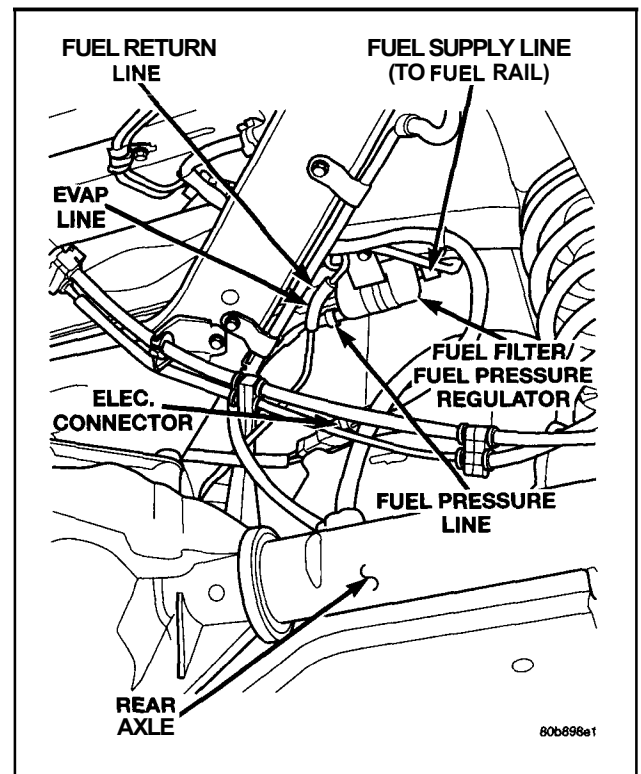 FUEL RETURN
LINE
FUEL SUPPLY LINE
(TO FUEL RAIL)
EVAP
LINE
FUEL FILTER/
FUEL PRESSURE
REGULATOR
ELEC.
CONNECTOR
FUEL PRESSURE
LINE
REAR
AXLE
80b898e1